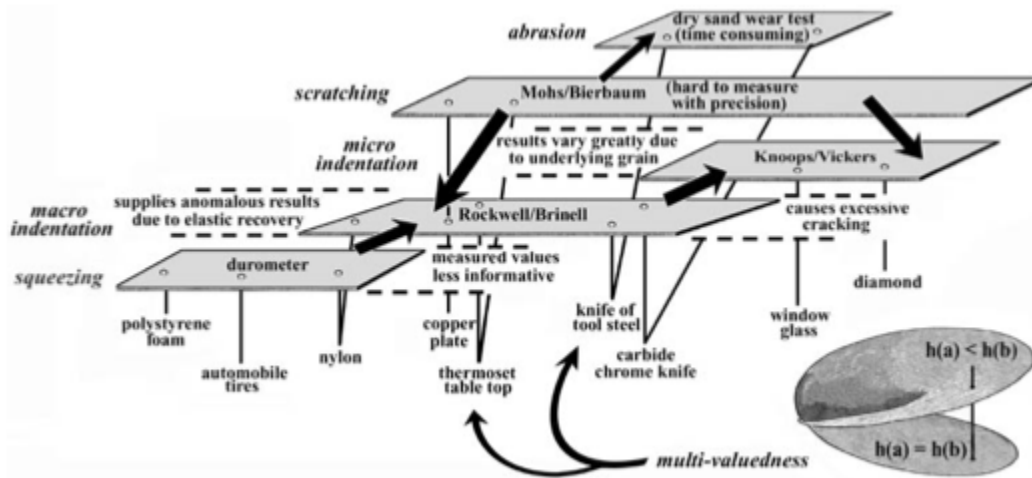 abrasion
dry sand wear test
(time consuming)
scratching
Mohs/Bierbaum
(hard to measure
with precision)
micro
indentation
results vary greatly due
to underlying grain
Knoops/Vickers
macro
indentation
supplies anomalous results
due to elastic recovery
Rockwell/Brinell
causes excessive
cracking
squeezing
durometer
measured values
less informative
diamond
polystyrene
foam
automobile
tires
nylon
copper
plate
thermoset
table top
knife of
tool steel
carbide
chrome knife
window
glass
h(a) < h(b)
h(a) = h(b)
multi-valuedness